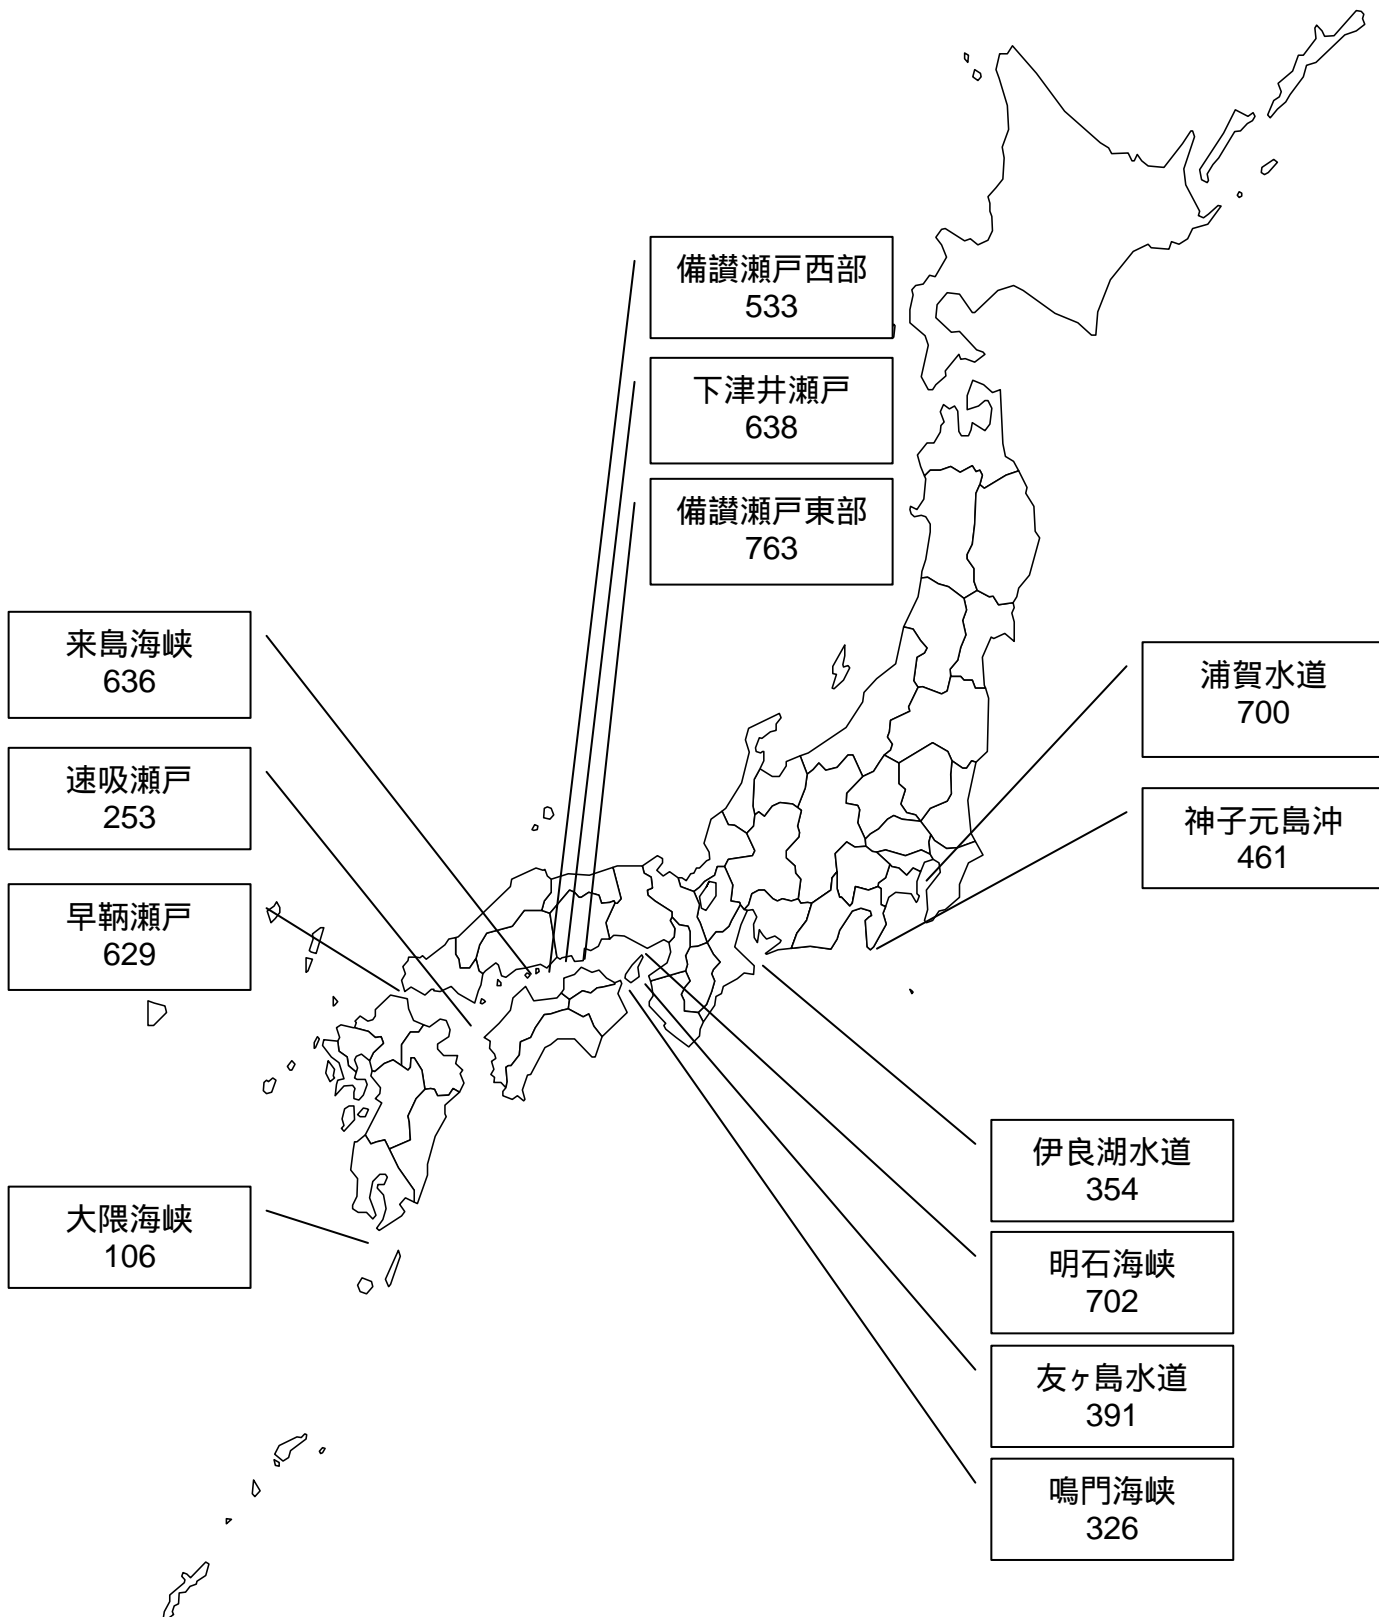 備讃瀬戸西部
533
下津井瀬戸
638
備讃瀬戸東部
763
来島海峡
636
速吸瀬戸
253
早鞆瀬戸
629
大隈海峡
106
浦賀水道
700
神子元島沖
461
伊良湖水道
354
明石海峡
702
友ヶ島水道
391
鳴門海峡
326